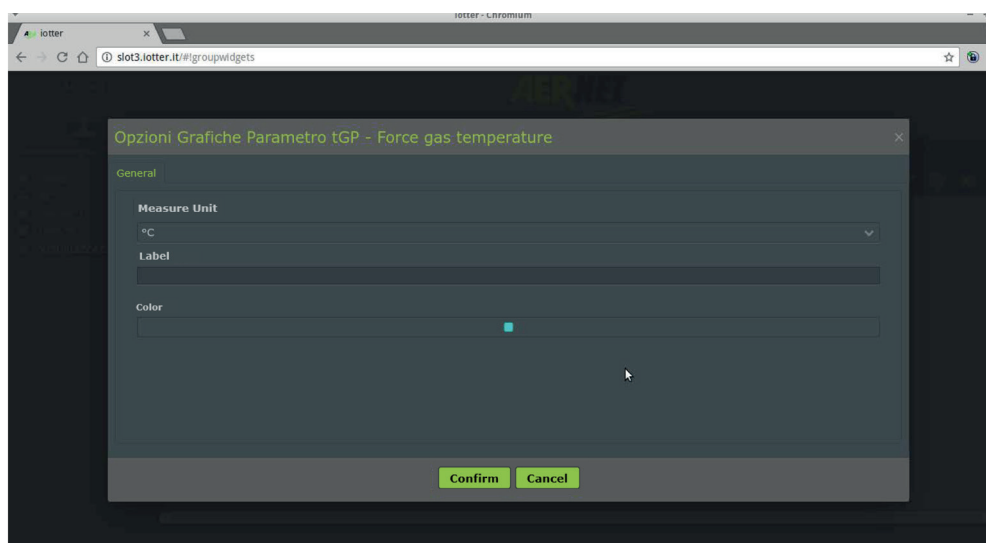 iotter - Chromium
iotter
slot3.iotter.it/#!groupwidgets
AERNET
Opzioni Grafiche Parametro tGP - Force gas temperature
General
Measure Unit
°C
Label
Color
Confirm Cancel